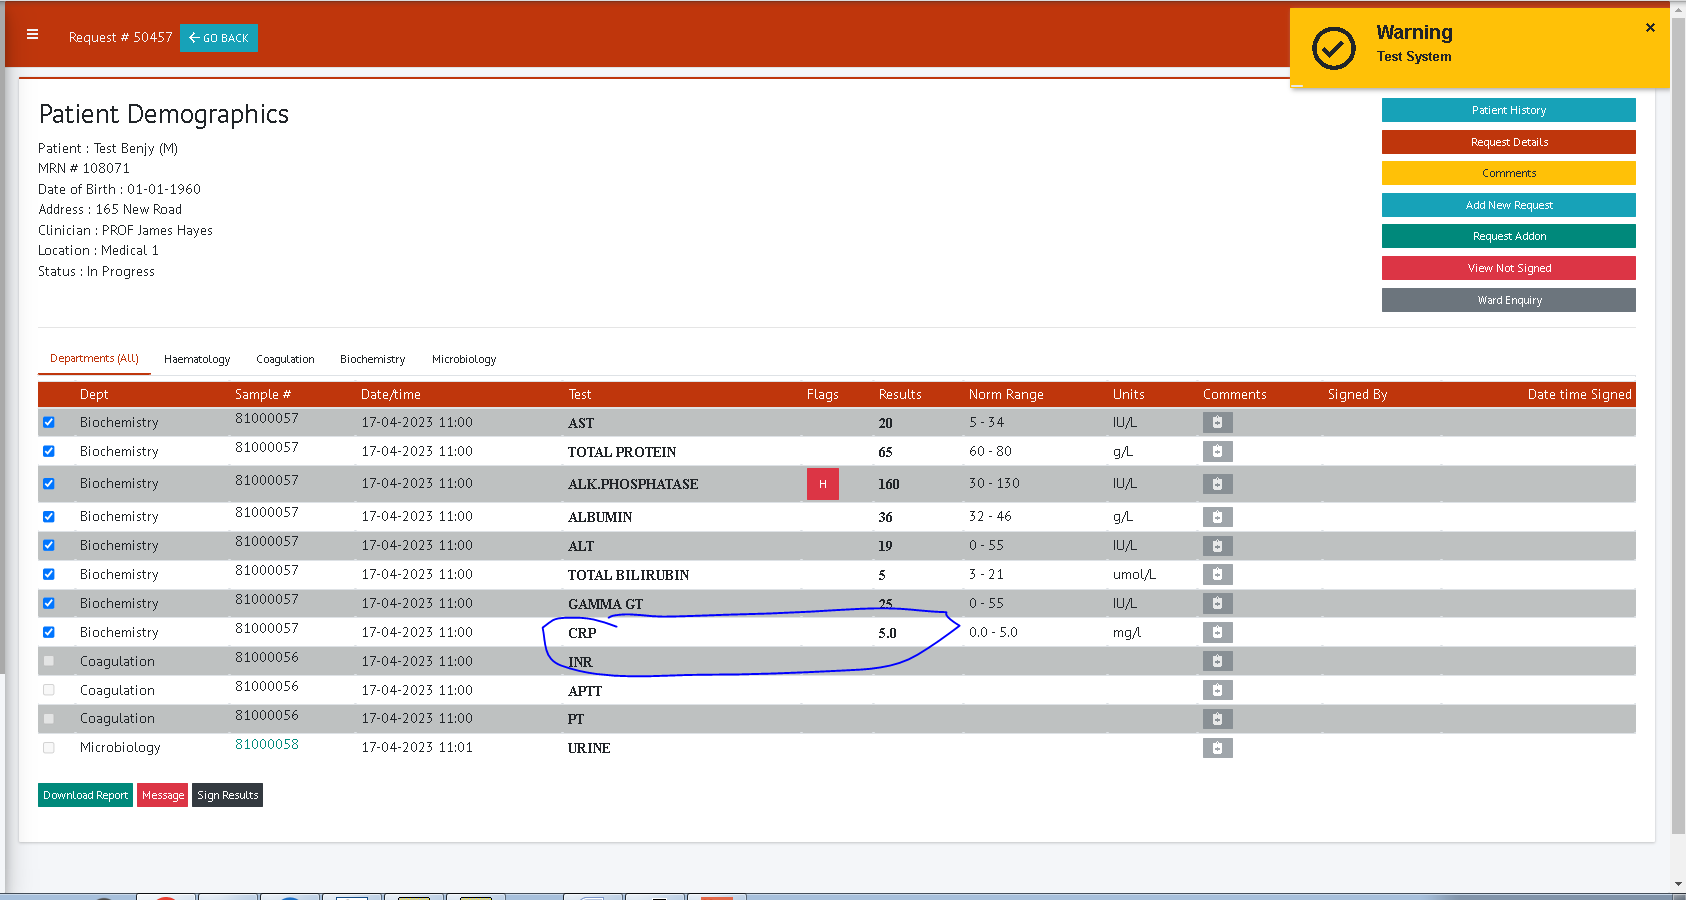 Request # 50457 GO BACK
Warning
Test System
Patient Demographics
Patient : Test Benjy (M)
MRN # 108071
Date of Birth : 01-01-1960
Address : 165 New Road
Clinician : PROF James Hayes
Location : Medical 1
Status : In Progress
Patient History
Request Details
Comments
Add New Request
Request Addon
View Not Signed
Ward Enquiry
Departments (All) Haematology Coagulation Biochemistry Microbiology
Dept Sample # Date/time Test Flags Results Norm Range Units Comments Signed By Date time Signed
Biochemistry 81000057 17-04-2023 11:00 AST 20 5 - 34 IU/L
Biochemistry 81000057 17-04-2023 11:00 TOTAL PROTEIN 65 60 - 80 g/L
Biochemistry 81000057 17-04-2023 11:00 ALK.PHOSPHATASE H 160 30 - 130 IU/L
Biochemistry 81000057 17-04-2023 11:00 ALBUMIN 36 32 - 46 g/L
Biochemistry 81000057 17-04-2023 11:00 ALT 19 0 - 55 IU/L
Biochemistry 81000057 17-04-2023 11:00 TOTAL BILIRUBIN 5 3 - 21 umol/L
Biochemistry 81000057 17-04-2023 11:00 GAMMA GT 25 0 - 55 IU/L
Biochemistry 81000057 17-04-2023 11:00 CRP 5.0 0.0 - 5.0 mg/l
Coagulation 81000056 17-04-2023 11:00 INR
Coagulation 81000056 17-04-2023 11:00 APTT
Coagulation 81000056 17-04-2023 11:00 PT
Microbiology 81000058 17-04-2023 11:01 URINE
Download Report Message Sign Results